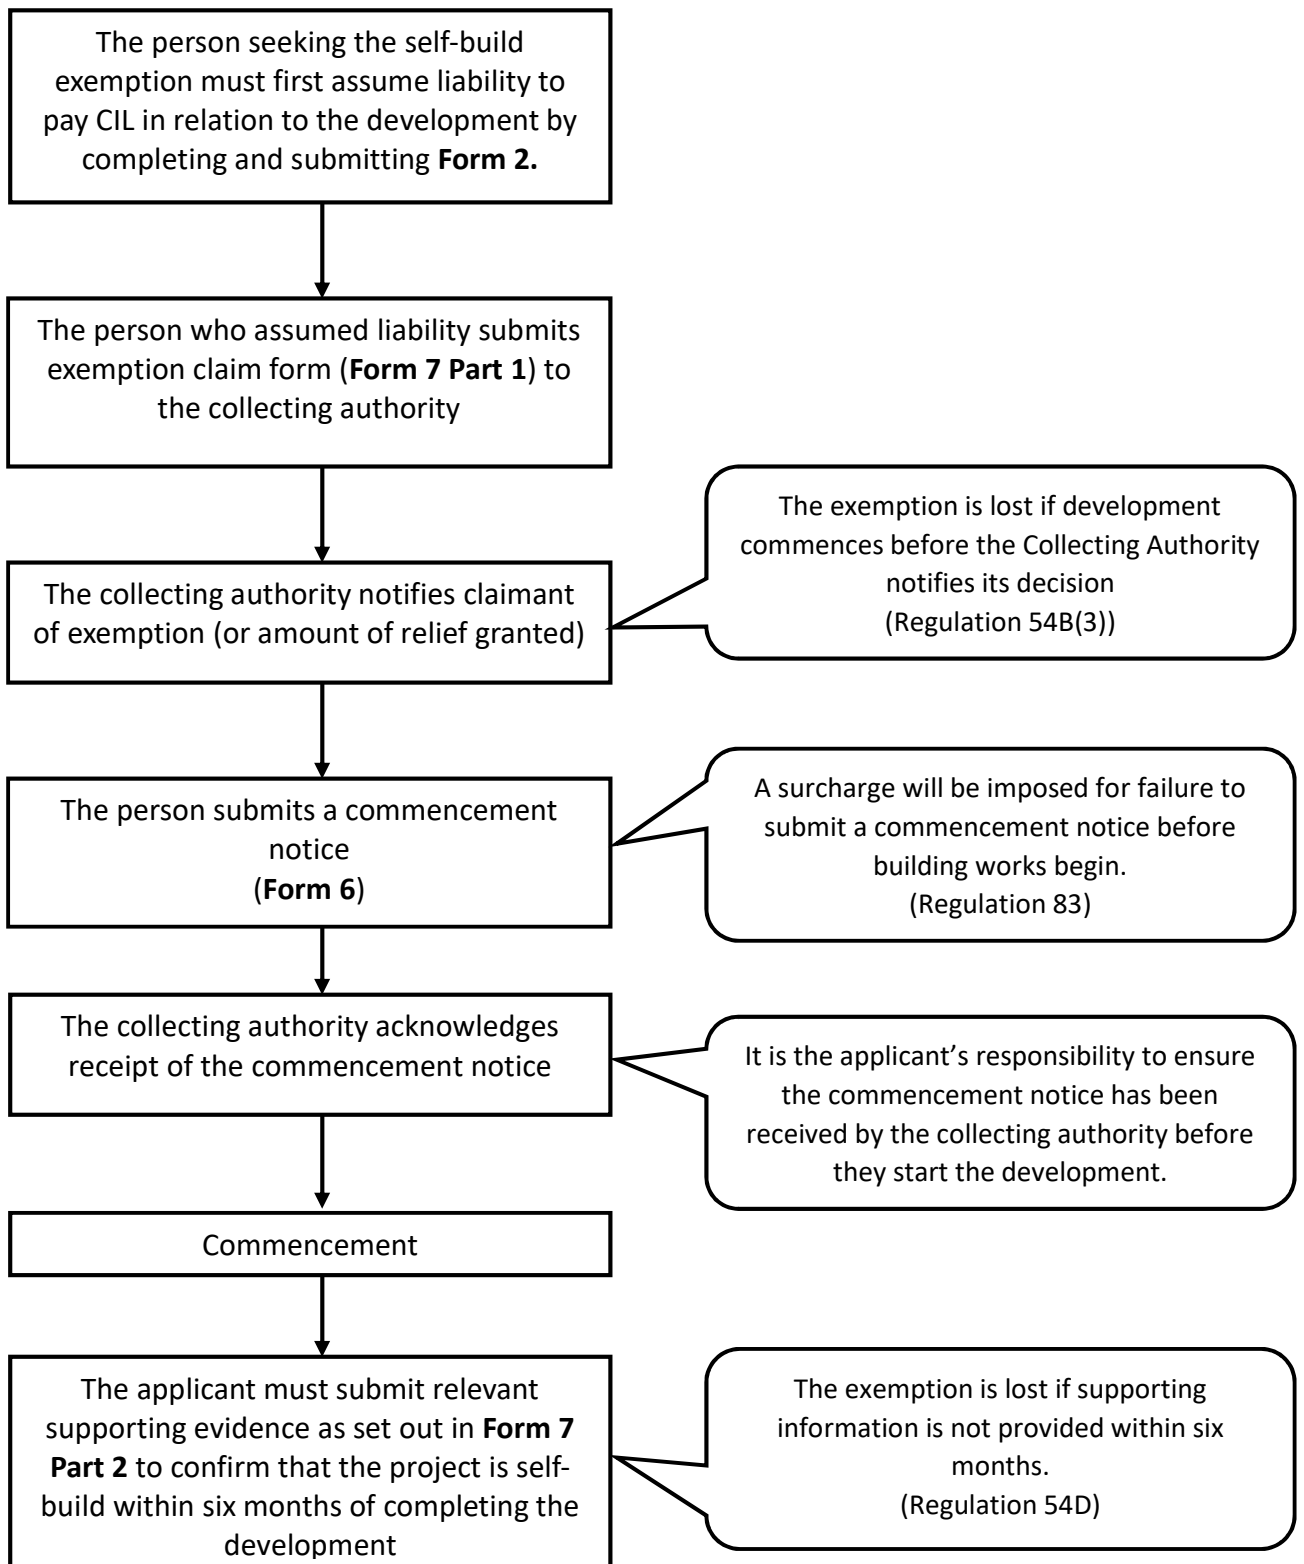 The person seeking the self-build
exemption must first assume liability to
pay CIL in relation to the development by
completing and submitting Form 2.
The person who assumed liability submits
exemption claim form (Form 7 Part 1) to
the collecting authority
The collecting authority notifies claimant
of exemption (or amount of relief granted)
The exemption is lost if development
commences before the Collecting Authority
notifies its decision
(Regulation 54B(3))
The person submits a commencement
notice
(Form 6)
A surcharge will be imposed for failure to
submit a commencement notice before
building works begin.
(Regulation 83)
The collecting authority acknowledges
receipt of the commencement notice
It is the applicant’s responsibility to ensure
the commencement notice has been
received by the collecting authority before
they start the development.
Commencement
The applicant must submit relevant
supporting evidence as set out in Form 7
Part 2 to confirm that the project is self-
build within six months of completing the
development
The exemption is lost if supporting
information is not provided within six
months.
(Regulation 54D)